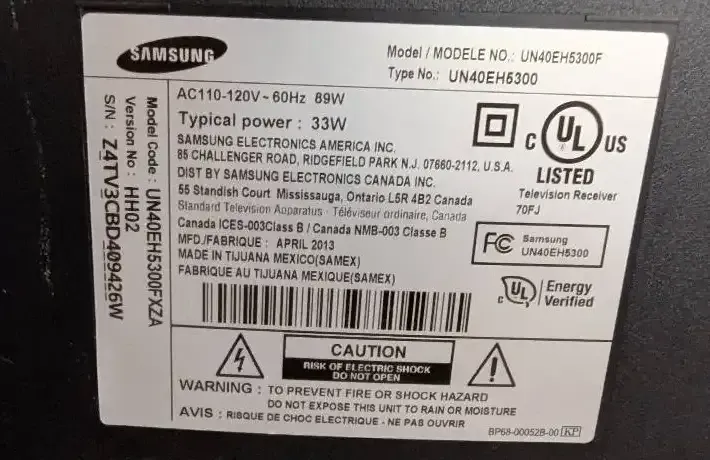 SAMSUNG
Model / MODELE NO.: UN40EH5300F
Type No.: UN40EH5300
AC110-120V~60Hz 89W
Typical power : 33W
SAMSUNG ELECTRONICS AMERICA INC.
85 CHALLENGER ROAD, RIDGEFIELD PARK N.J. 07660-2112, U.S.A.
DIST BY SAMSUNG ELECTRONICS CANADA INC.
55 Standish Court Mississauga, Ontario L5R 4B2 Canada
Standard Television Apparatus · Téléviseur ordinaire, Canada
Canada ICES-003Class B / Canada NMB-003 Classe B
MFD./FABRIQUE : APRIL 2013
MADE IN TIJUANA MEXICO(SAMEX)
FABRIQUE AU TIJUANA MEXIQUE(SAMEX)
C UL US
LISTED
Television Receiver
70FJ
FC Samsung
UN40EH5300
C UL Energy
Verified
Model Code : UN40EH5300FXZA
Version No : HH02
S/N : Z4TV3CBD409426W
CAUTION
RISK OF ELECTRIC SHOCK
DO NOT OPEN
WARNING : TO PREVENT FIRE OR SHOCK HAZARD
DO NOT EXPOSE THIS UNIT TO RAIN OR MOISTURE
AVIS : RISQUE DE CHOC ELECTRIQUE - NE PAS OUVRIR
BP68-00052B-00 KP